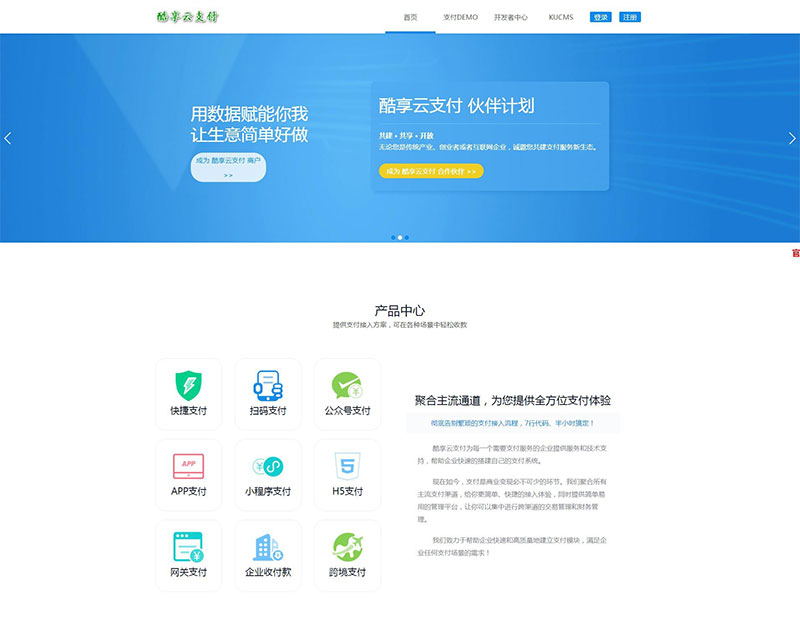 酷享云支付
首页 支付DEMO 开发者中心 KUCMS 登录 注册
用数据赋能你我
让生意简单好做
成为 酷享云支付 商户
>>
酷享云支付 伙伴计划
共建 + 共享 + 开放
无论您是传统产业、创业者或者互联网企业，诚邀您共建支付服务新生态。
成为 酷享云支付 合作伙伴 >>
官
产品中心
提供支付接入方案，可在各种场景中轻松收款
快捷支付
扫码支付
公众号支付
APP
APP支付
小程序支付
H5支付
网关支付
企业收付款
跨境支付
聚合主流通道，为您提供全方位支付体验
彻底告别繁琐的支付接入流程，7行代码、半小时搞定！
酷享云支付为每一个需要支付服务的企业提供服务和技术支
持，帮助企业快速的搭建自己的支付系统。
现在如今，支付是商业变现必不可少的环节。我们聚合所有
主流支付渠道，给你更简单、快捷的接入体验，同时提供简单易
用的管理平台，让你可以集中进行跨渠道的交易管理和财务管
理。
我们致力于帮助企业快速和高质量地建立支付模块，满足企
业任何支付场景的需求！